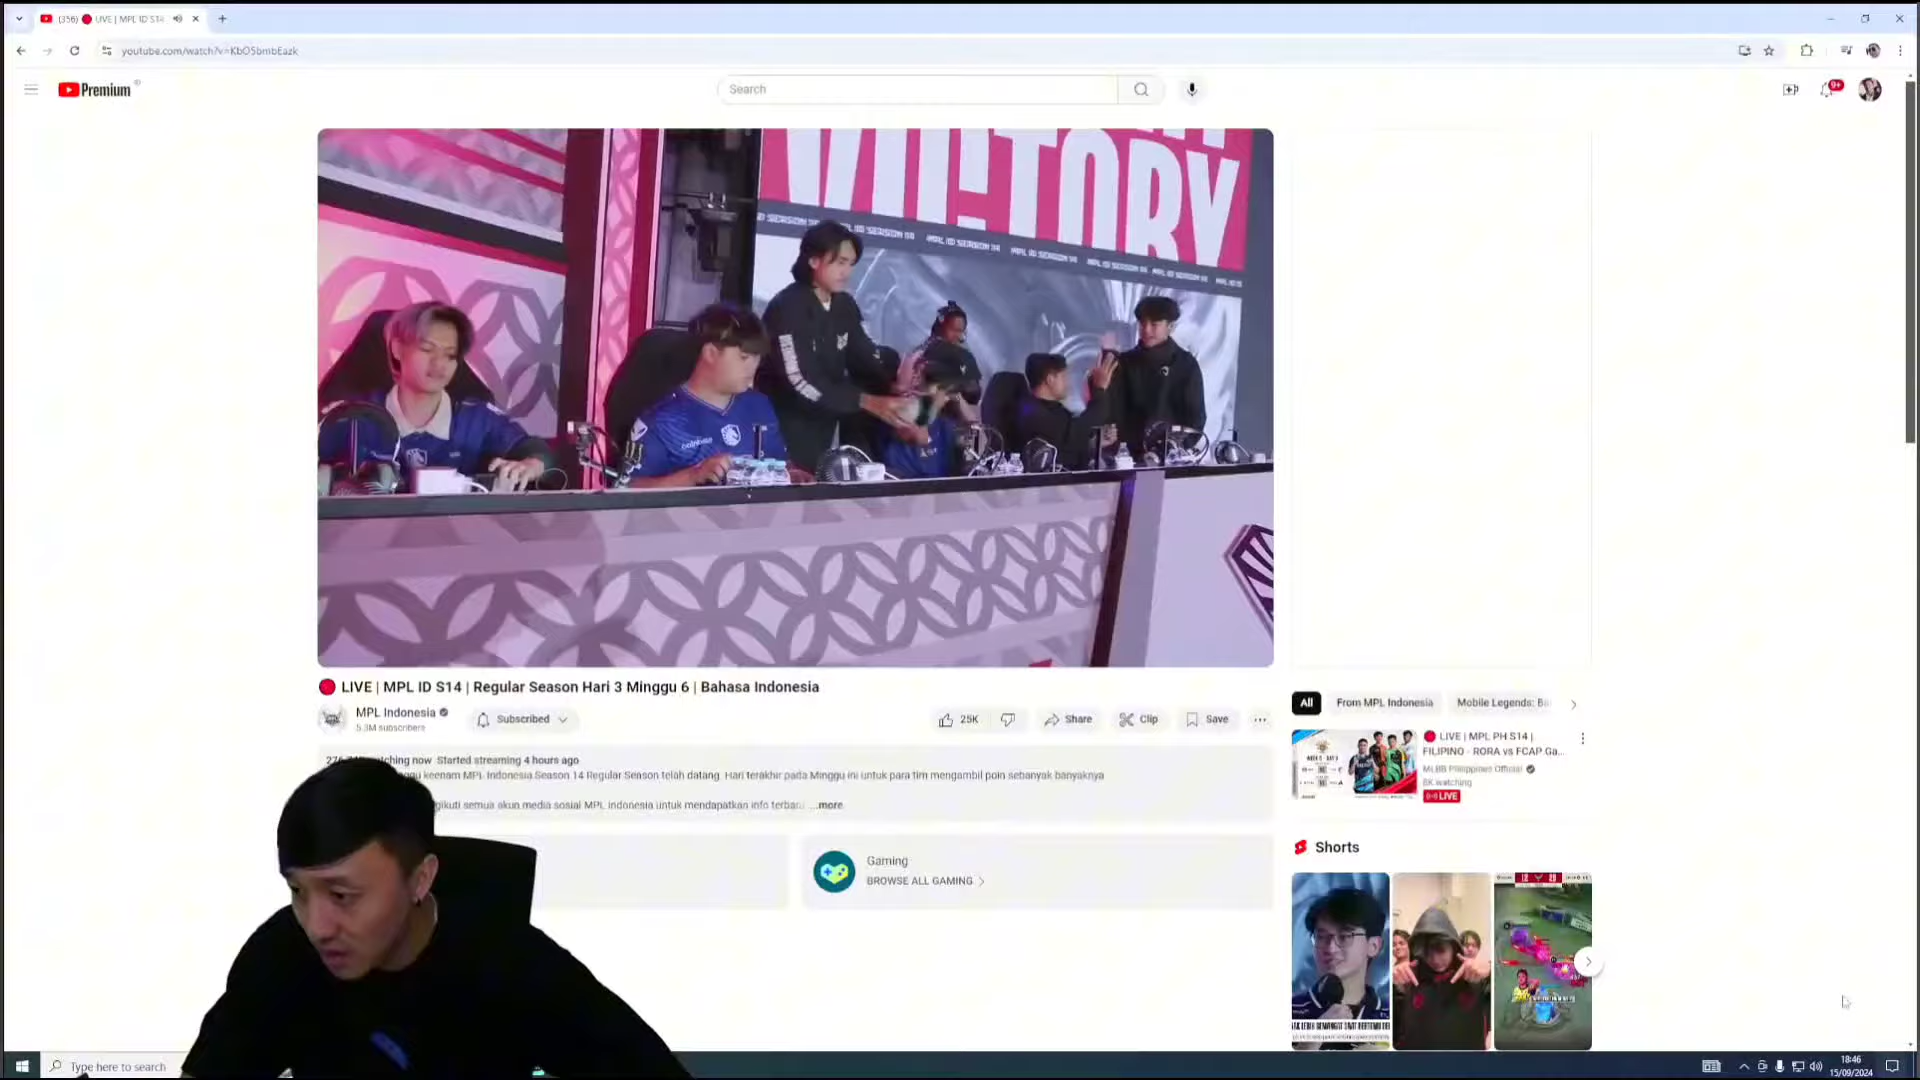 (356) LIVE | MPL ID S14
youtube.com/watch?v=KbO5bmbEazk
Premium
Search
9+
VICTORY
MPL ID SEASON 14
coinbase
LIVE | MPL ID S14 | Regular Season Hari 3 Minggu 6 | Bahasa Indonesia
MPL Indonesia
5.3M subscribers
Subscribed
25K
Share
Clip
Save
watching now Started streaming 4 hours ago
keenam MPL Indonesia Season 14 Regular Season telah datang. Hari terakhir pada Minggu ini untuk para tim mengambil poin sebanyak banyaknya
semua akun media sosial MPL Indonesia untuk mendapatkan info terbaru ...more
Gaming
BROWSE ALL GAMING
All
From MPL Indonesia
Mobile Legends: Ba
LIVE | MPL PH S14 |
FILIPINO - RORA vs FCAP Ga...
MLBB Philippines Official
8K watching
LIVE
Shorts
Type here to search
18:46
15/09/2024